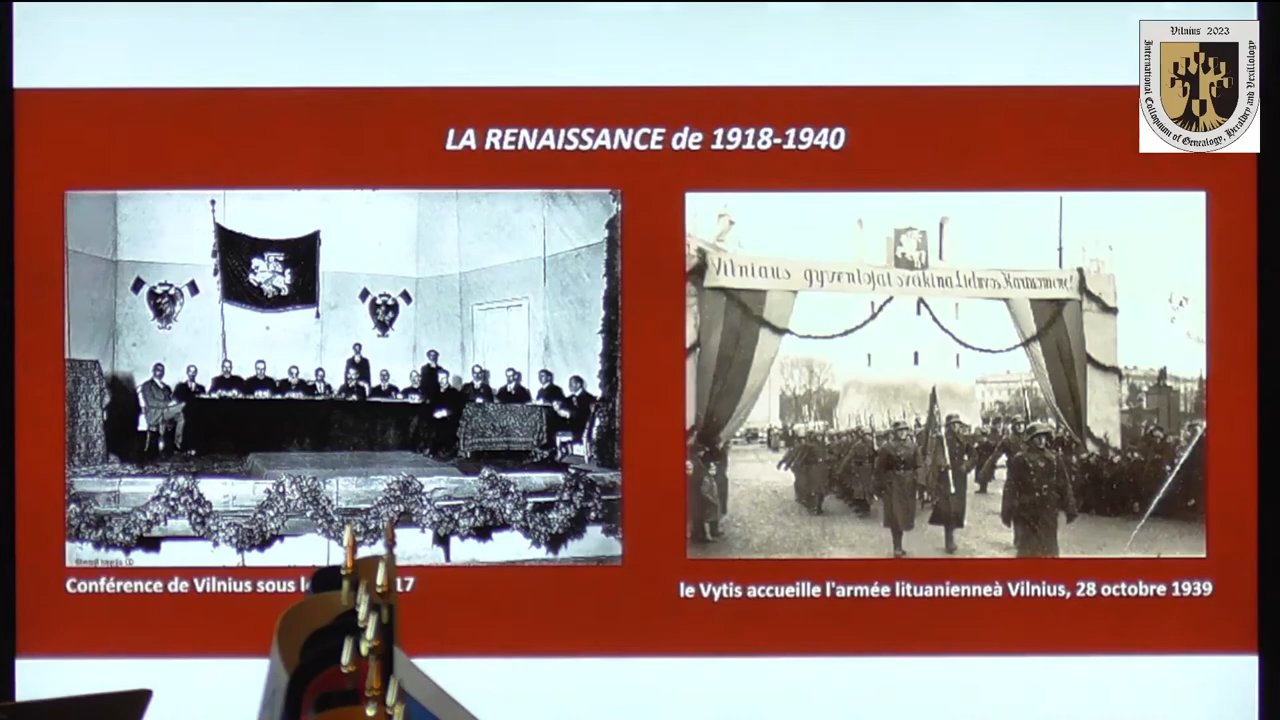 Vilnius 2023
International Colloquium of Genealogy, Heraldry and Vexillology
LA RENAISSANCE de 1918-1940
Vilniaus gyventojai sveikina Lietuvos Kariuomenę!
Conférence de Vilnius sous 17
le Vytis accueille l'armée lituanienneà Vilnius, 28 octobre 1939